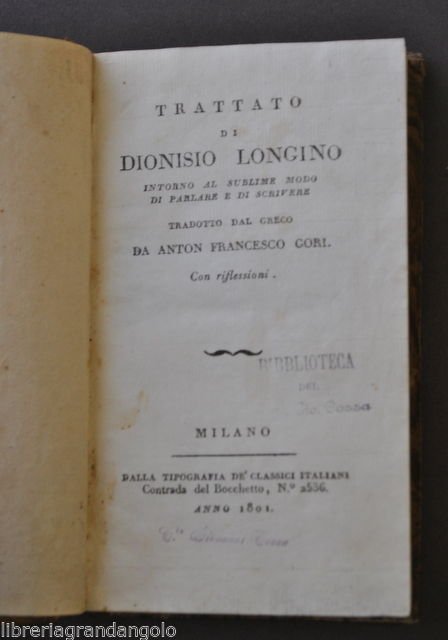 TRATTATO
DI
DIONISIO LONGINO
INTORNO AL SUBLIME MODO
DI PARLARE E DI SCRIVERE
TRADOTTO DAL GRECO
DA ANTON FRANCESCO GORI.
Con riflessioni.
BIBLIOTECA
DEL
MILANO
DALLA TIPOGRAFIA DE' CLASSICI ITALIANI
Contrada del Bocchetto, N.º 2536.
ANNO 1801.
libreriagrandangolo